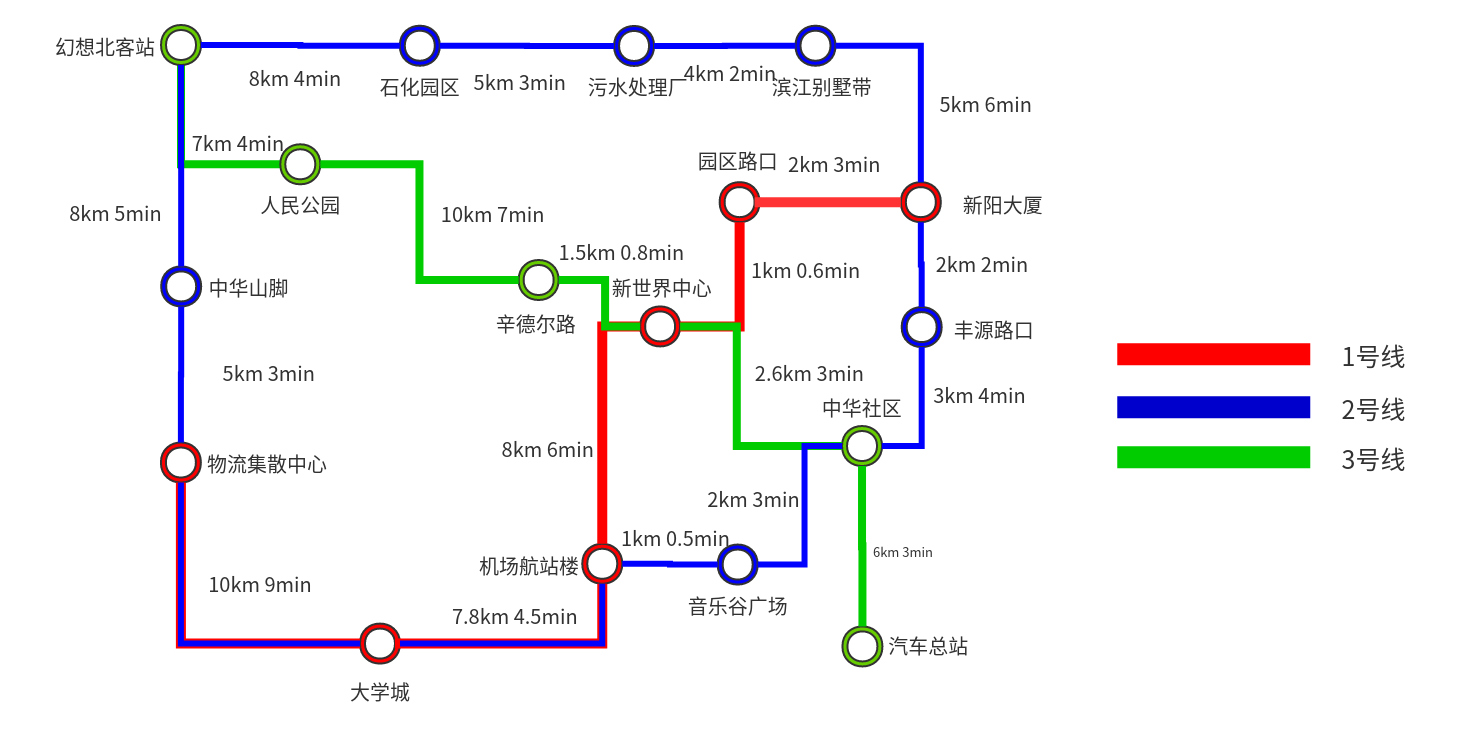 幻想北客站
8km 4min
石化园区
5km 3min
污水处理厂
4km 2min
滨江别墅带
5km 6min
7km 4min
人民公园
园区路口
2km 3min
新阳大厦
8km 5min
10km 7min
1.5km 0.8min
新世界中心
1km 0.6min
2km 2min
中华山脚
辛德尔路
丰源路口
1号线
5km 3min
2.6km 3min
中华社区
3km 4min
2号线
物流集散中心
8km 6min
3号线
2km 3min
1km 0.5min
6km 3min
机场航站楼
10km 9min
音乐谷广场
7.8km 4.5min
汽车总站
大学城